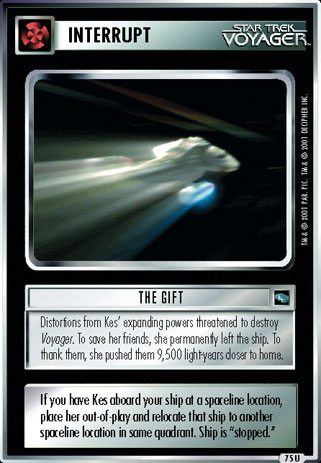 INTERRUPT
STAR TREK
VOYAGER™
™ & © 2001 PAR. PIC. ™ & © 2001 DECIPHER INC.
THE GIFT
Distortions from Kes' expanding powers threatened to destroy
Voyager. To save her friends, she permanently left the ship. To
thank them, she pushed them 9,500 light-years closer to home.
If you have Kes aboard your ship at a spaceline location,
place her out-of-play and relocate that ship to another
spaceline location in same quadrant. Ship is “stopped.”
75 U